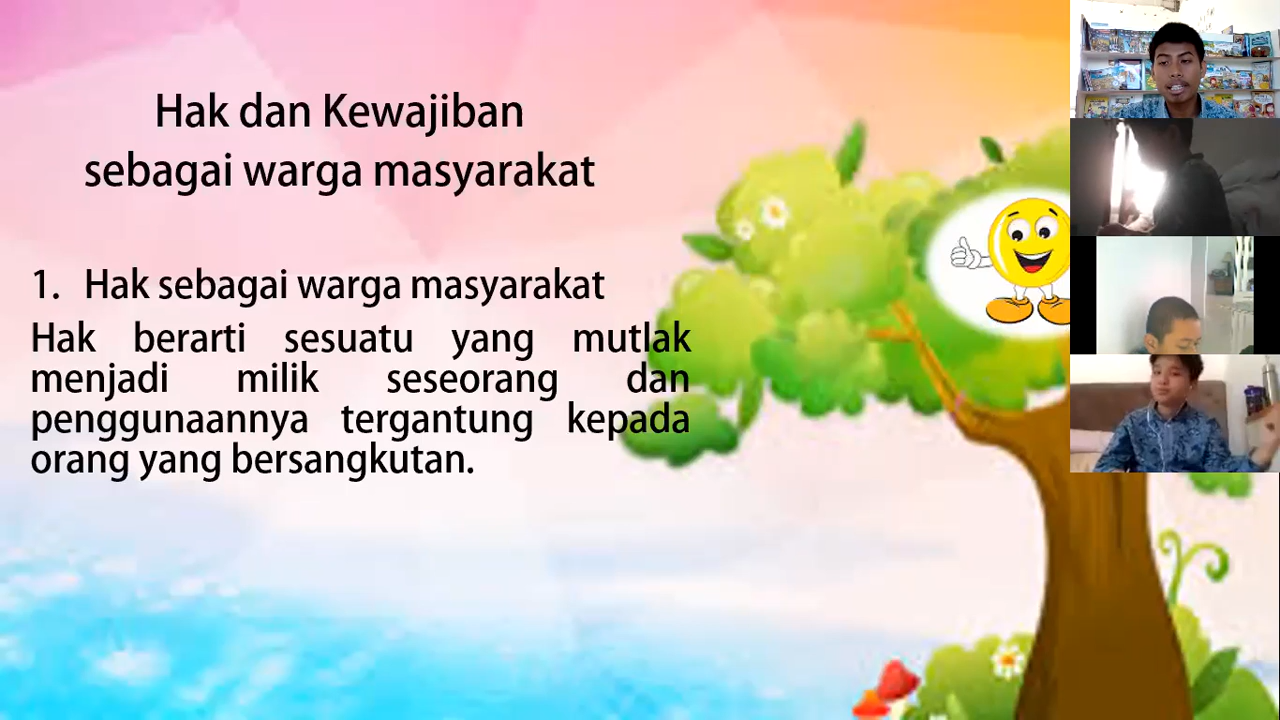 Hak dan Kewajiban
sebagai warga masyarakat
1. Hak sebagai warga masyarakat
Hak berarti sesuatu yang mutlak
menjadi milik seseorang dan
penggunaannya tergantung kepada
orang yang bersangkutan.